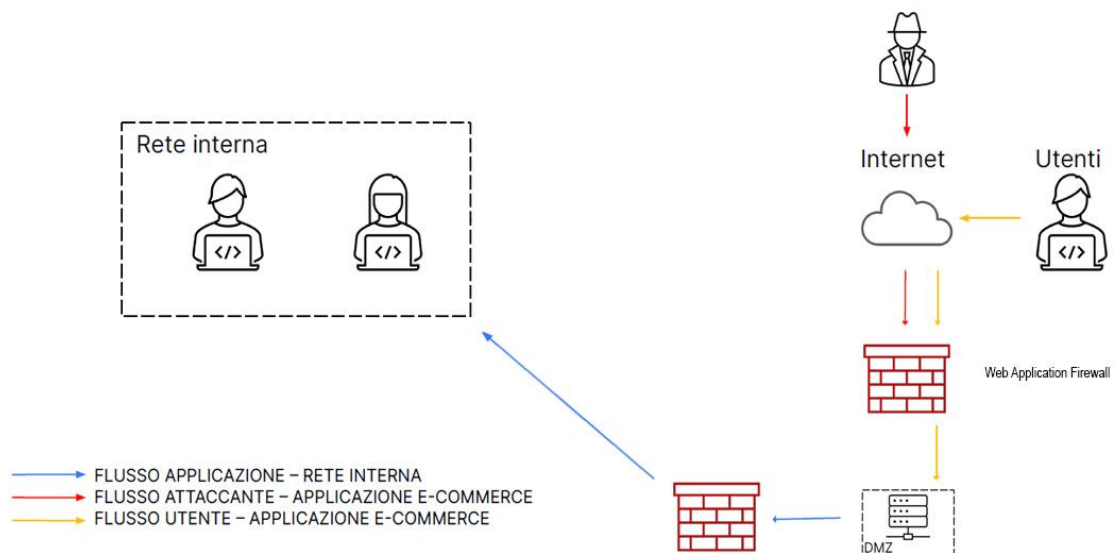 Rete interna
</>
</>
Internet
Utenti
</>
Web Application Firewall
FLUSSO APPLICAZIONE – RETE INTERNA
FLUSSO ATTACCANTE – APPLICAZIONE E-COMMERCE
FLUSSO UTENTE – APPLICAZIONE E-COMMERCE
DMZ